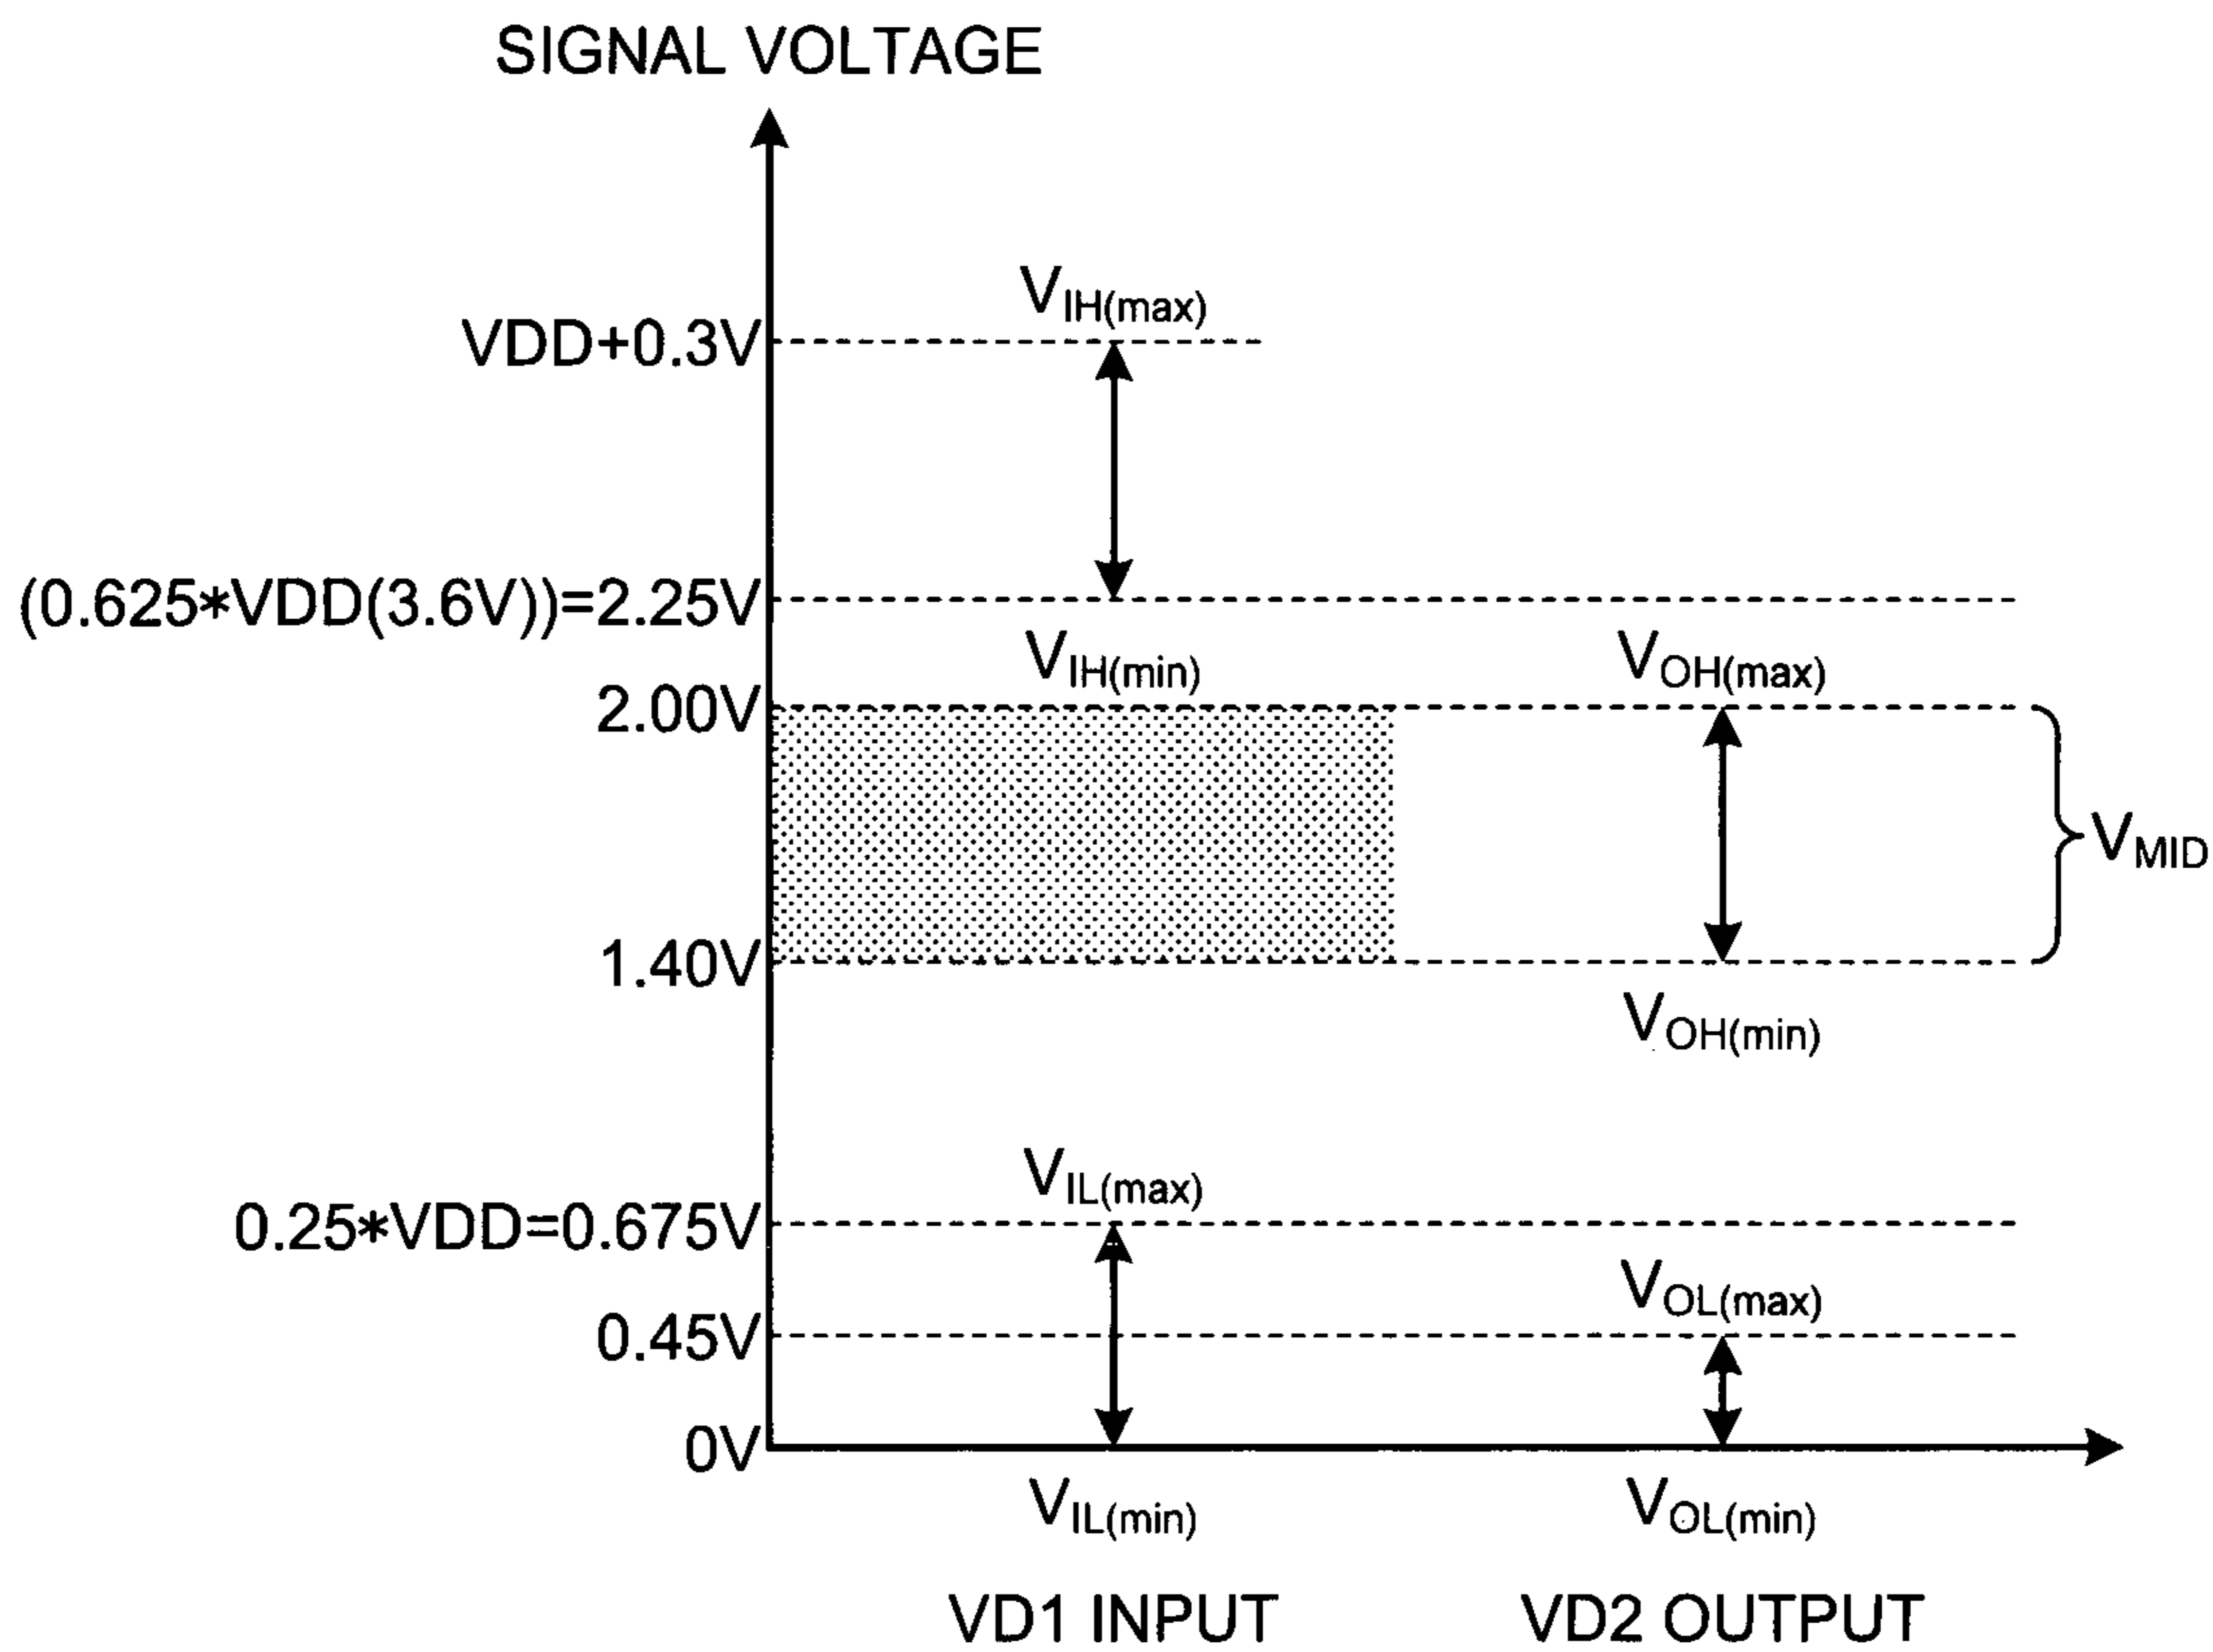 SIGNAL VOLTAGE
VIH(max)
VDD+0.3V
(0.625*VDD(3.6V))=2.25V
VIH(min) VOH(max)
2.00V
VMID
1.40V
VOH(min)
VIL(max)
0.25*VDD=0.675V
VOL(max)
0.45V
0V
VIL(min) VOL(min)
VD1 INPUT VD2 OUTPUT